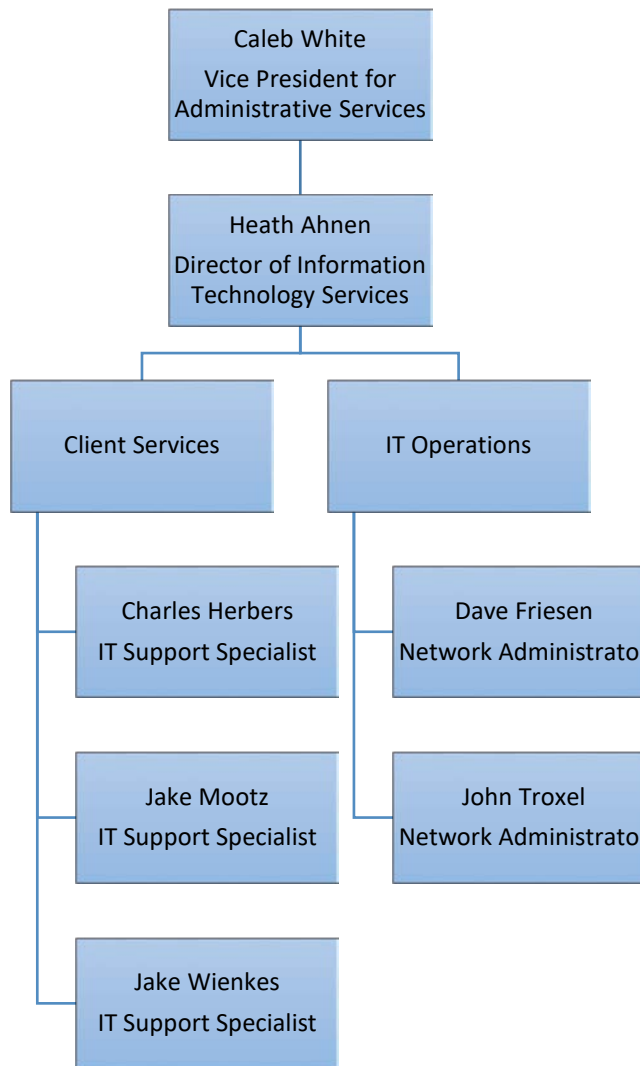 Caleb White
Vice President for
Administrative Services
Heath Ahnen
Director of Information
Technology Services
Client Services
IT Operations
Charles Herbers
IT Support Specialist
Dave Friesen
Network Administrato
Jake Mootz
IT Support Specialist
John Troxel
Network Administrato
Jake Wienkes
IT Support Specialist